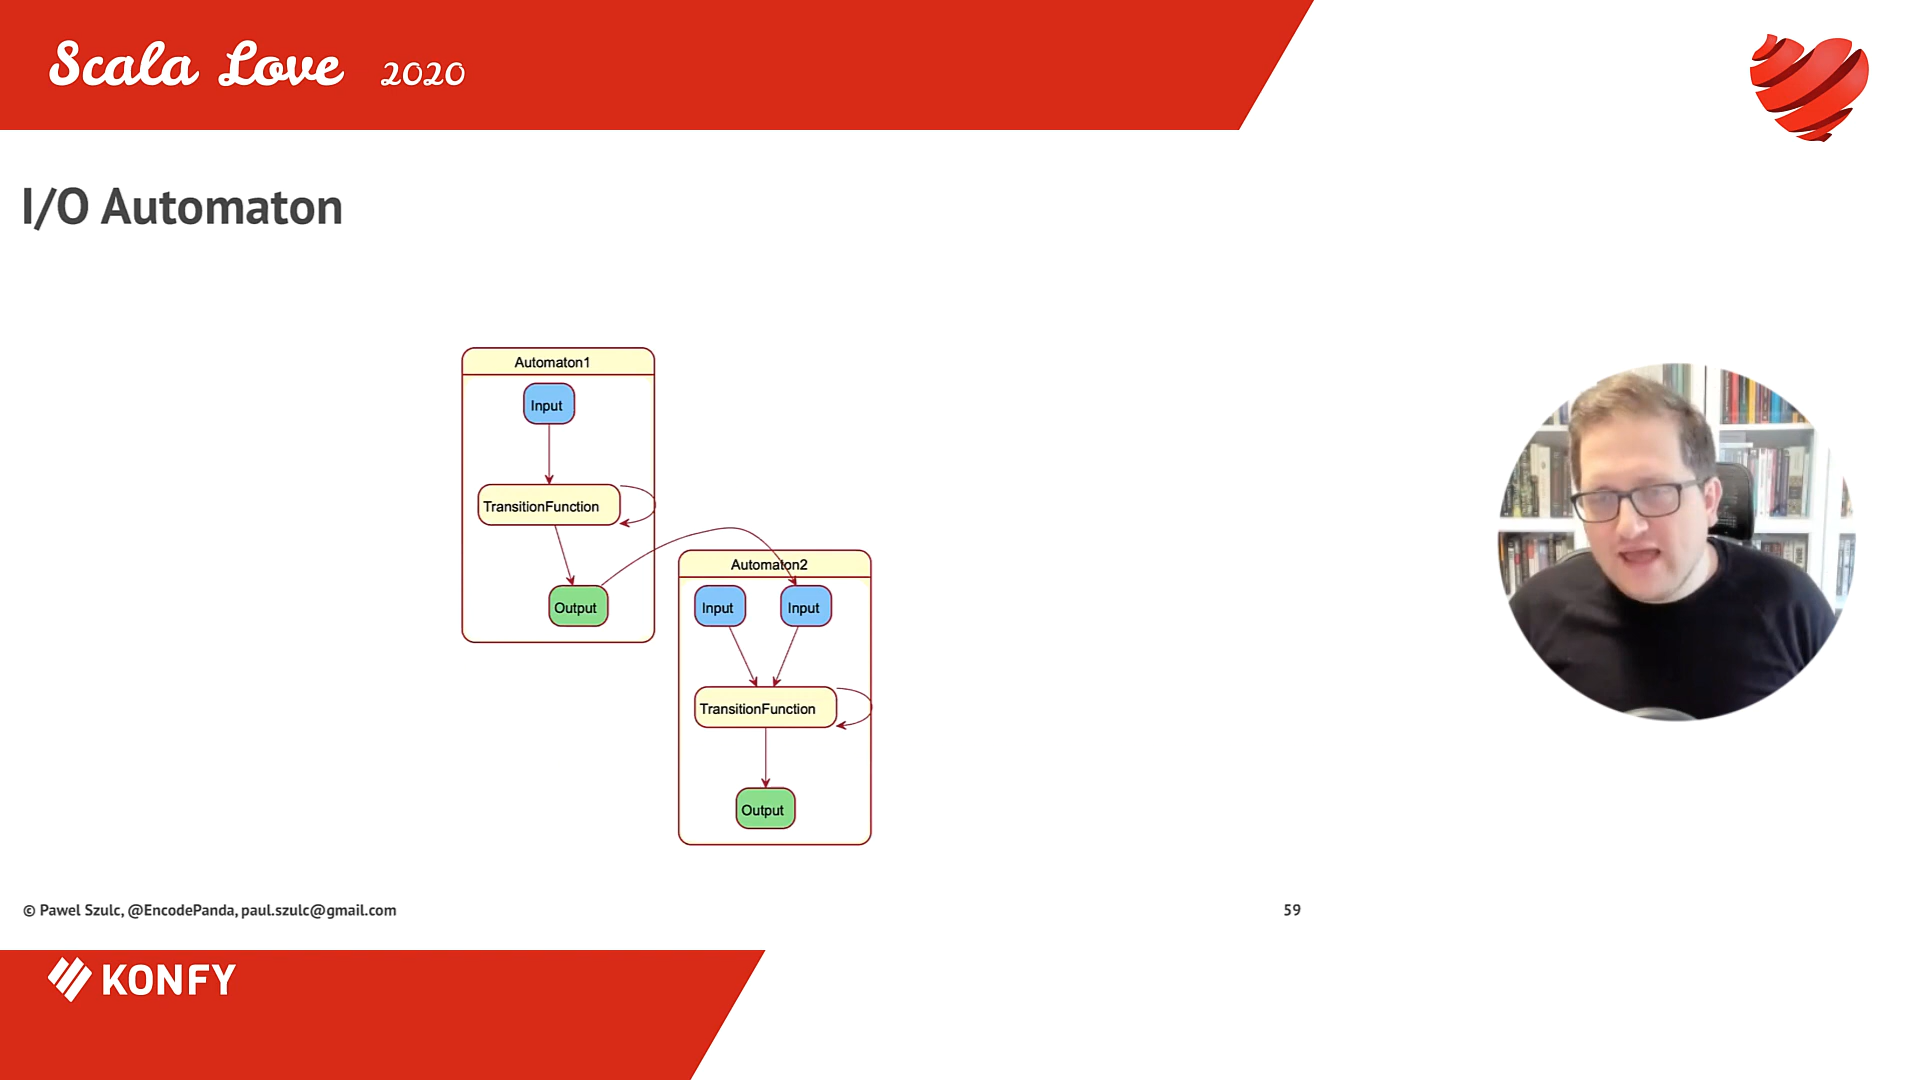 Scala Love 2020
I/O Automaton
Automaton1
Input
TransitionFunction
Output
Automaton2
Input Input
TransitionFunction
Output
© Pawel Szulc, @EncodePanda, paul.szulc@gmail.com
59
KONFY